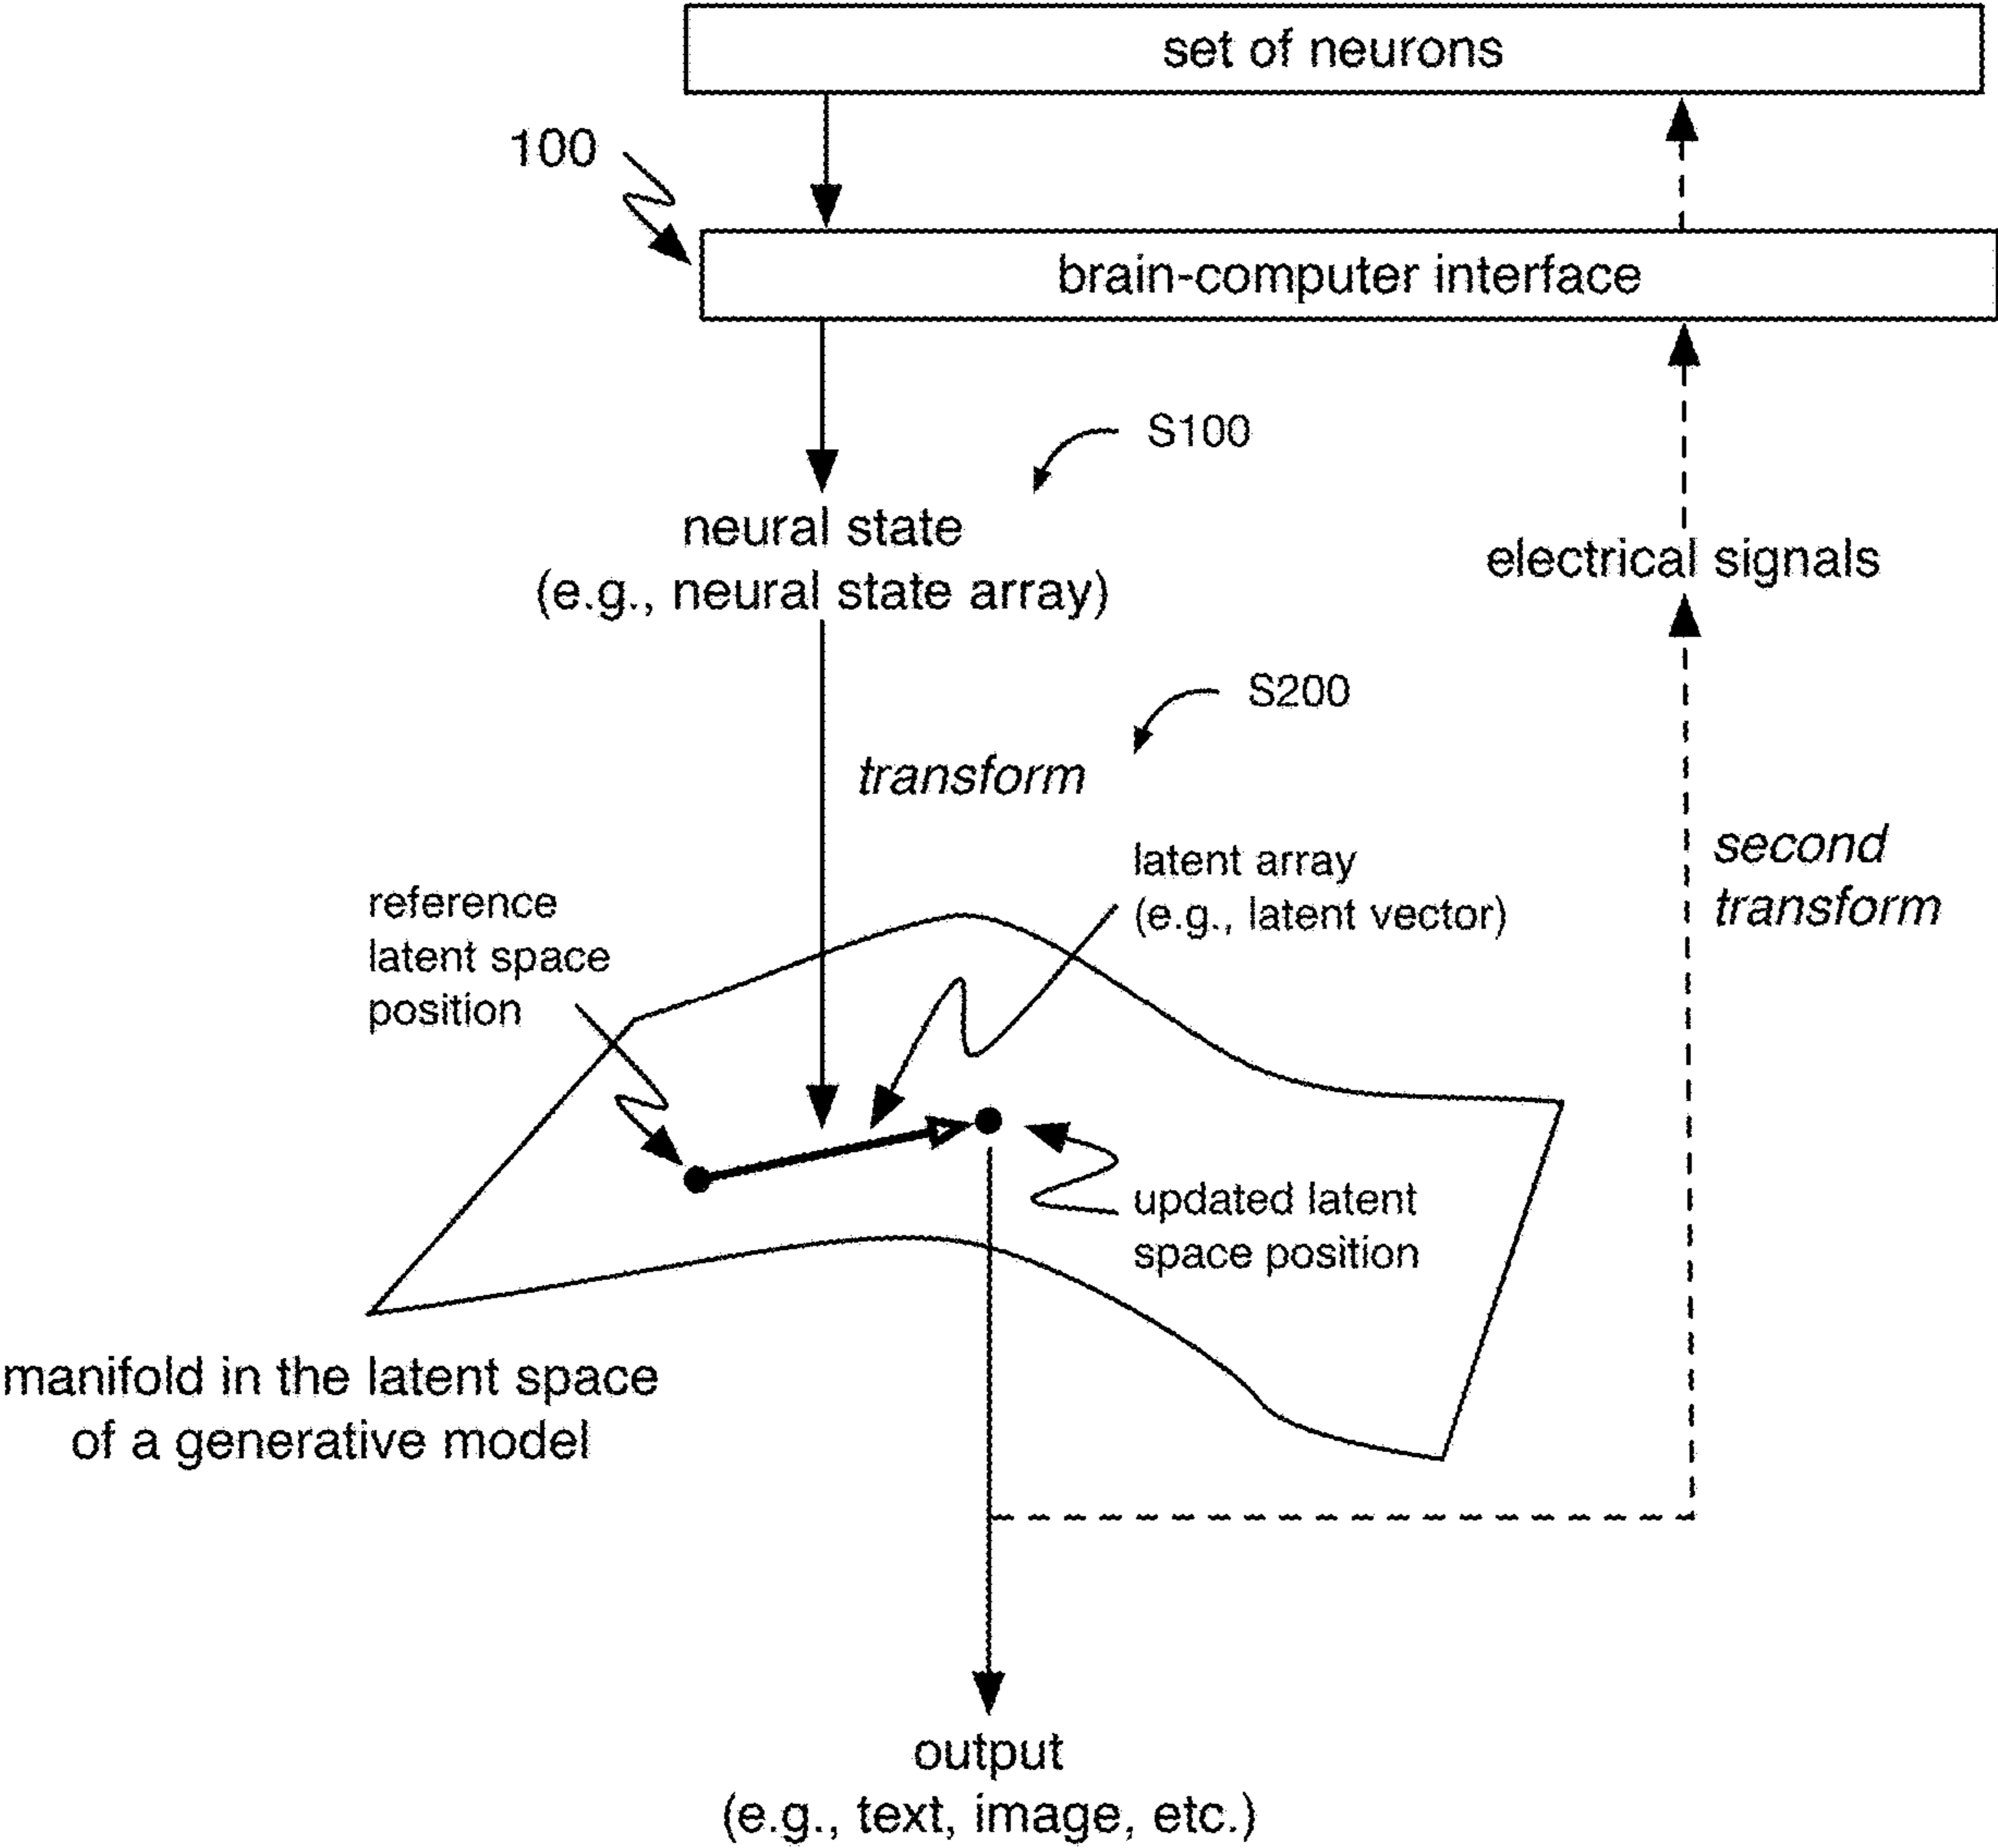 set of neurons
100
brain-computer interface
S100
neural state
(e.g., neural state array)
electrical signals
S200
transform
second
transform
latent array
(e.g., latent vector)
reference
latent space
position
updated latent
space position
manifold in the latent space
of a generative model
output
(e.g., text, image, etc.)